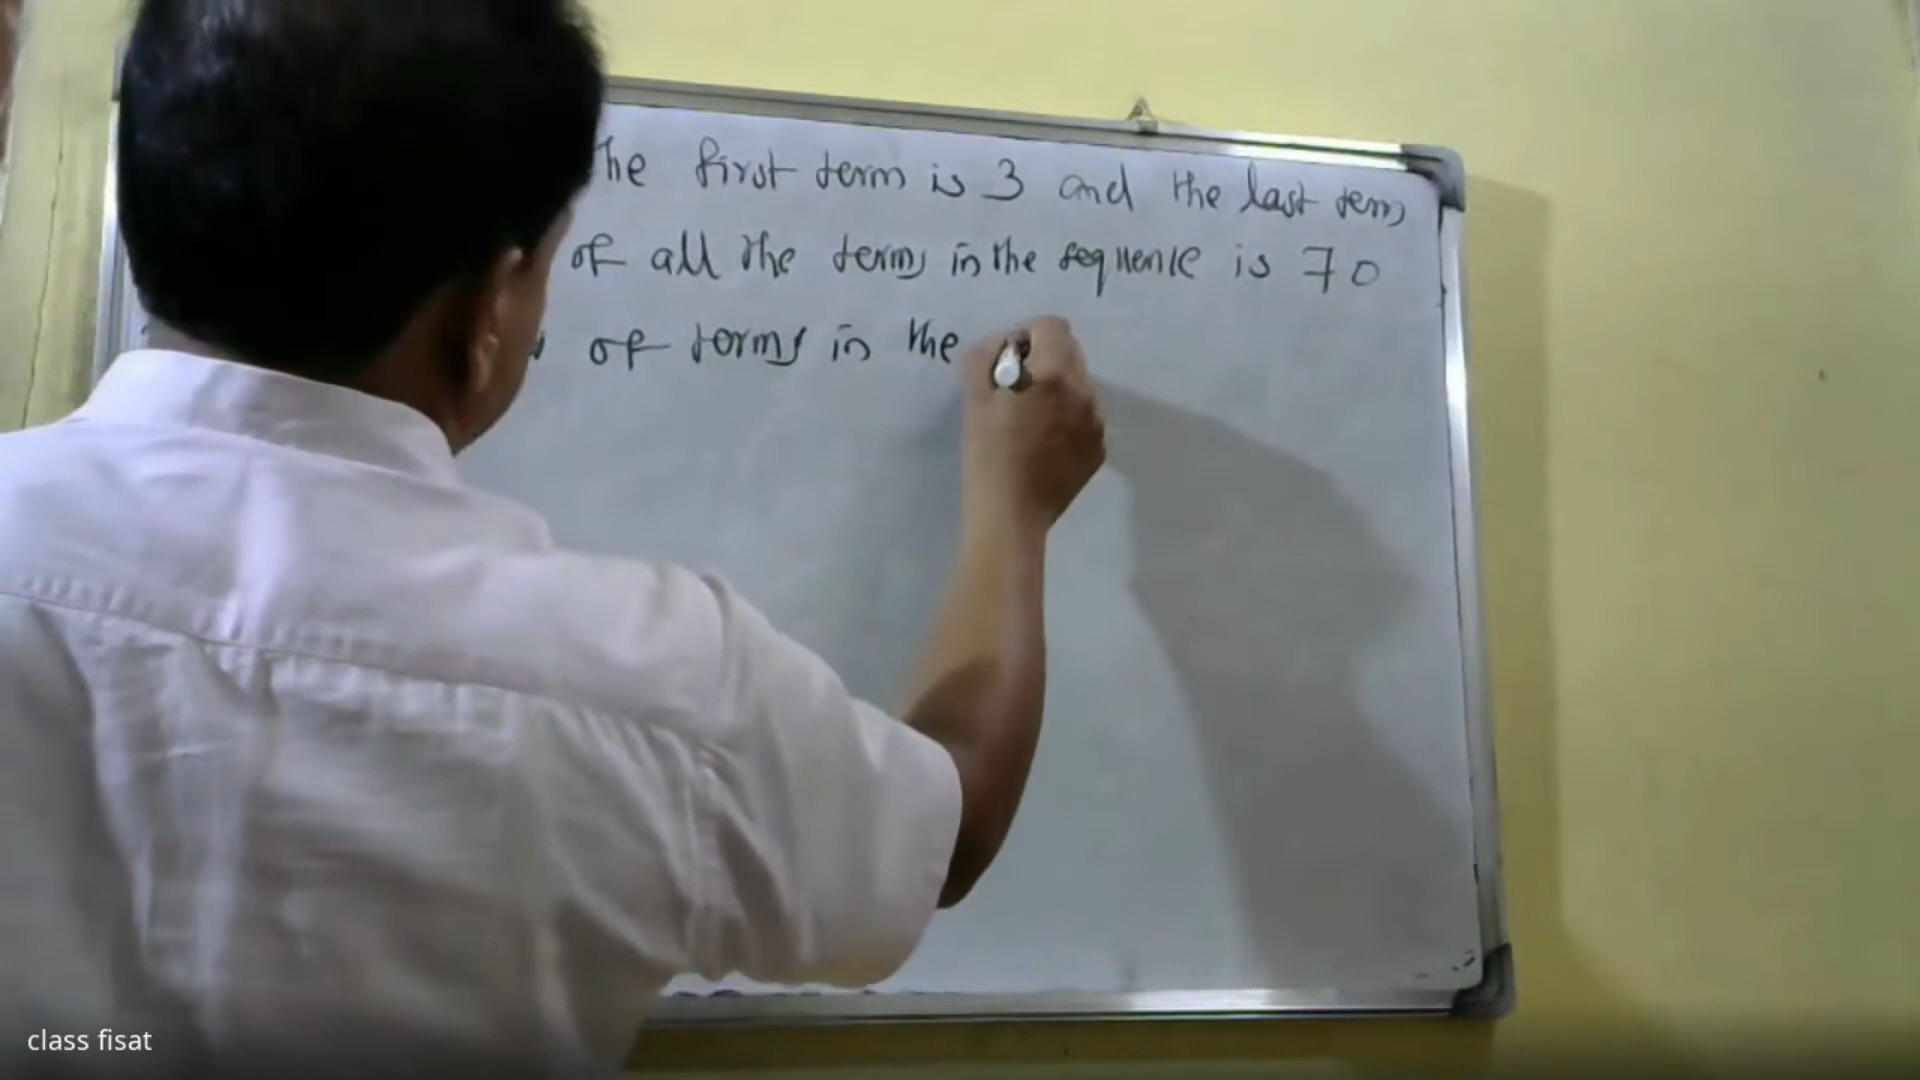 he first term is 3 and the last term
of all the terms in the sequence is 70
of terms in the
class fisat